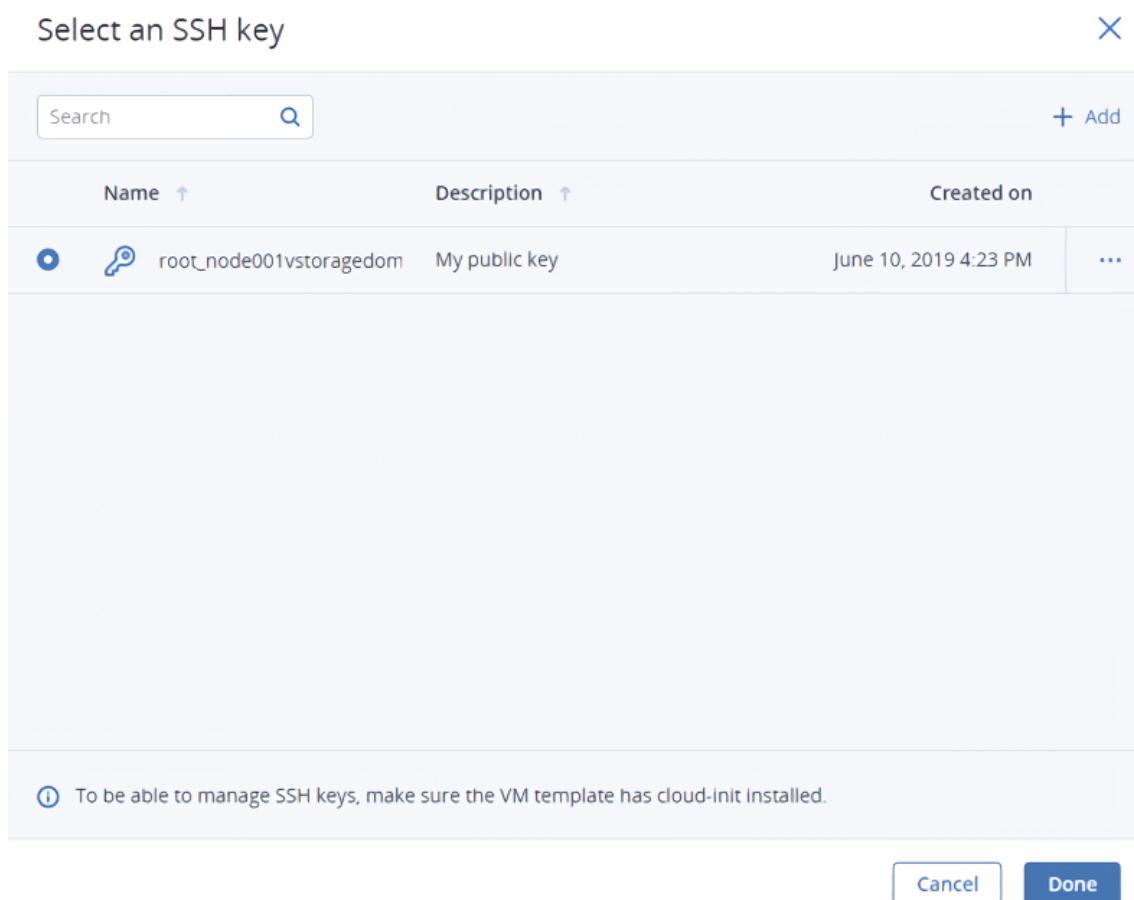 Select an SSH key
Search
Add
Name Description Created on
root_node001vstoragedom My public key June 10, 2019 4:23 PM
To be able to manage SSH keys, make sure the VM template has cloud-init installed.
Cancel Done